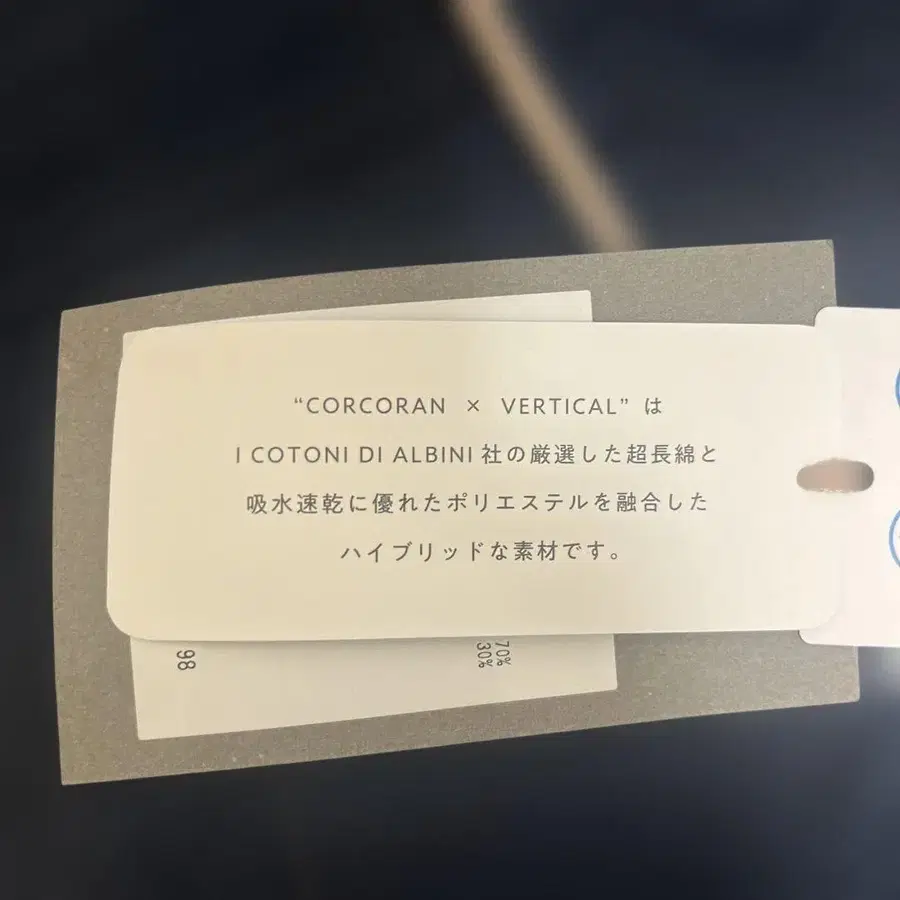 “CORCORAN × VERTICAL” は
I COTONI DI ALBINI 社の厳選した超長綿と
吸水速乾に優れたポリエステルを融合した
ハイブリッドな素材です。
70%
30%
98